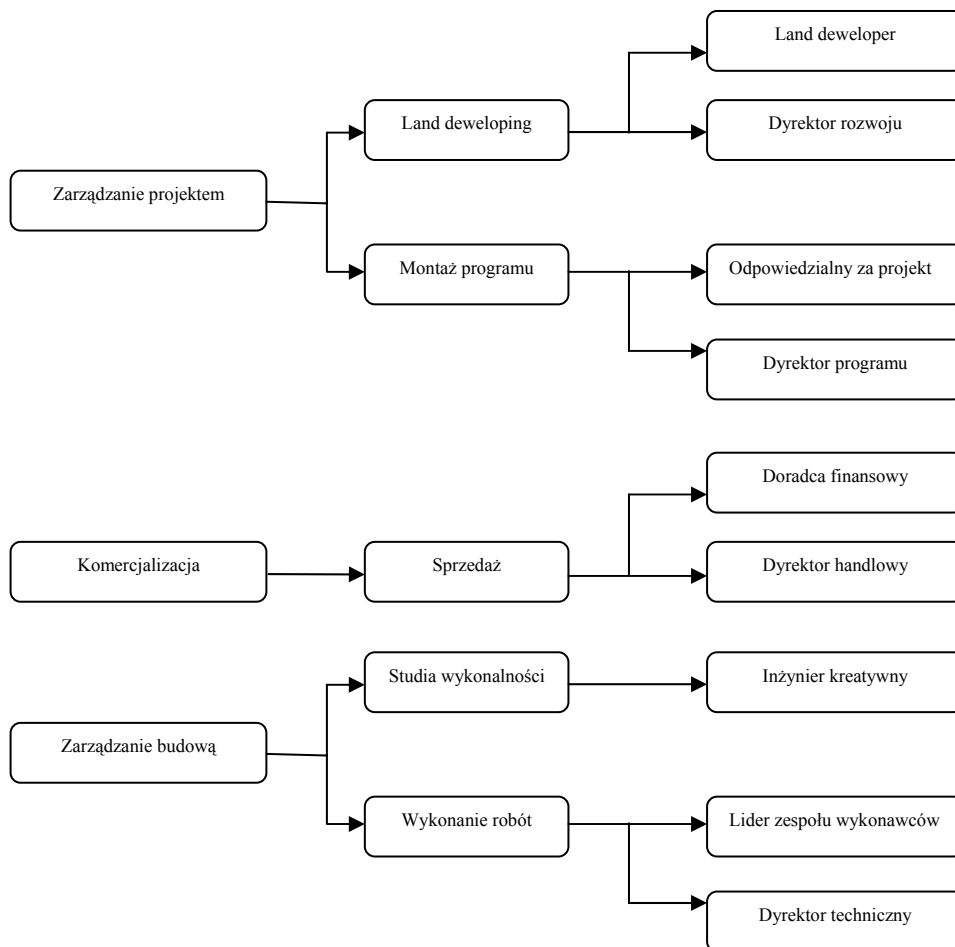 Land deweloper
Land deweloping
Dyrektor rozwoju
Zarządzanie projektem
Montaż programu
Odpowiedzialny za projekt
Dyrektor programu
Doradca finansowy
Komercjalizacja
Sprzedaż
Dyrektor handlowy
Studia wykonalności
Inżynier kreatywny
Zarządzanie budową
Wykonanie robót
Lider zespołu wykonawców
Dyrektor techniczny